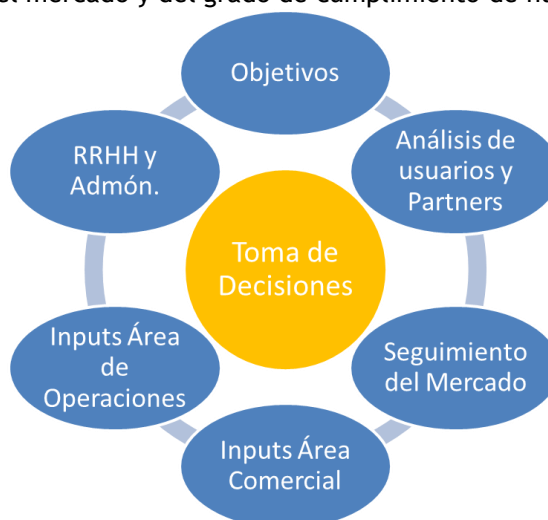 el mercado y del grado de cumplimiento de
Objetivos
Análisis de
usuarios y
Partners
Seguimiento
del Mercado
Inputs Área
Comercial
Inputs Área
de
Operaciones
RRHH y
Admón.
Toma de
Decisiones